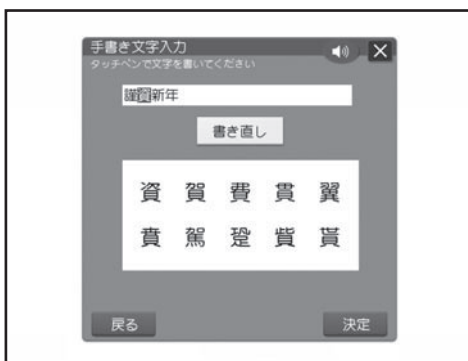 手書き文字入力
タッチペンで文字を書いてください
謹賀新年
書き直し
資 賀 費 貫 翼
賁 駕 貲 貰
戻る 決定